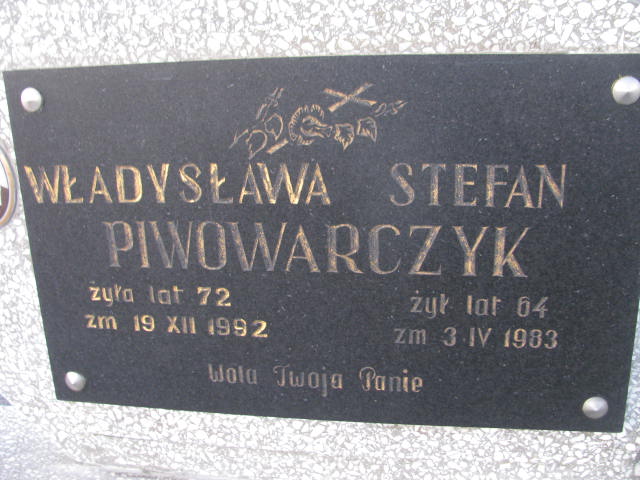 WŁADYSŁAWA STEFAN
PIWOWARCZYK
żyła lat 72 żył lat 64
zm 19 XII 1992 zm 3 IV 1983
Wola Twoja Panie